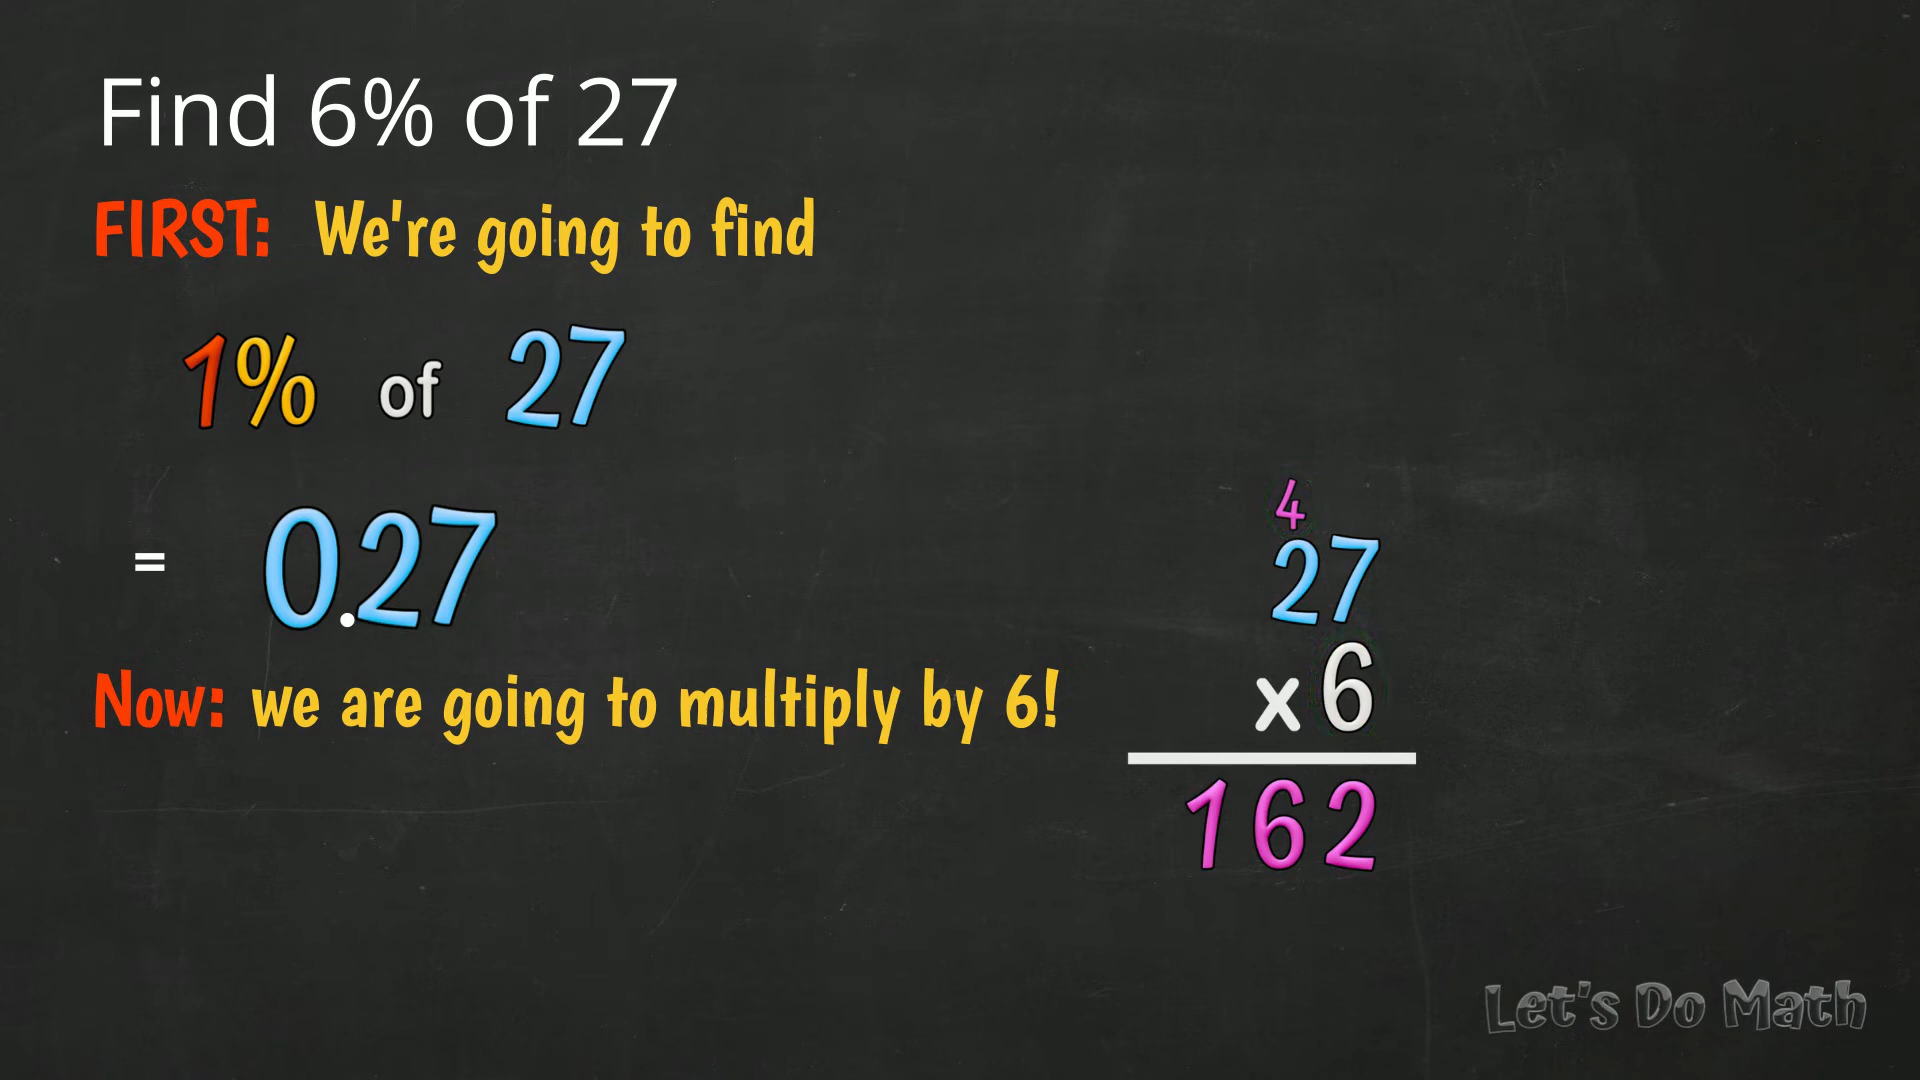 Find 6% of 27
FIRST: We're going to find
1% of 27
= 0.27
Now: we are going to multiply by 6!
4
27
x 6
162
Let's Do Math